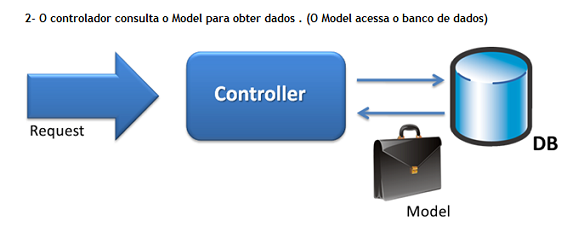 2- O controlador consulta o Model para obter dados . (O Model acessa o banco de dados)
Controller
Request
DB
Model